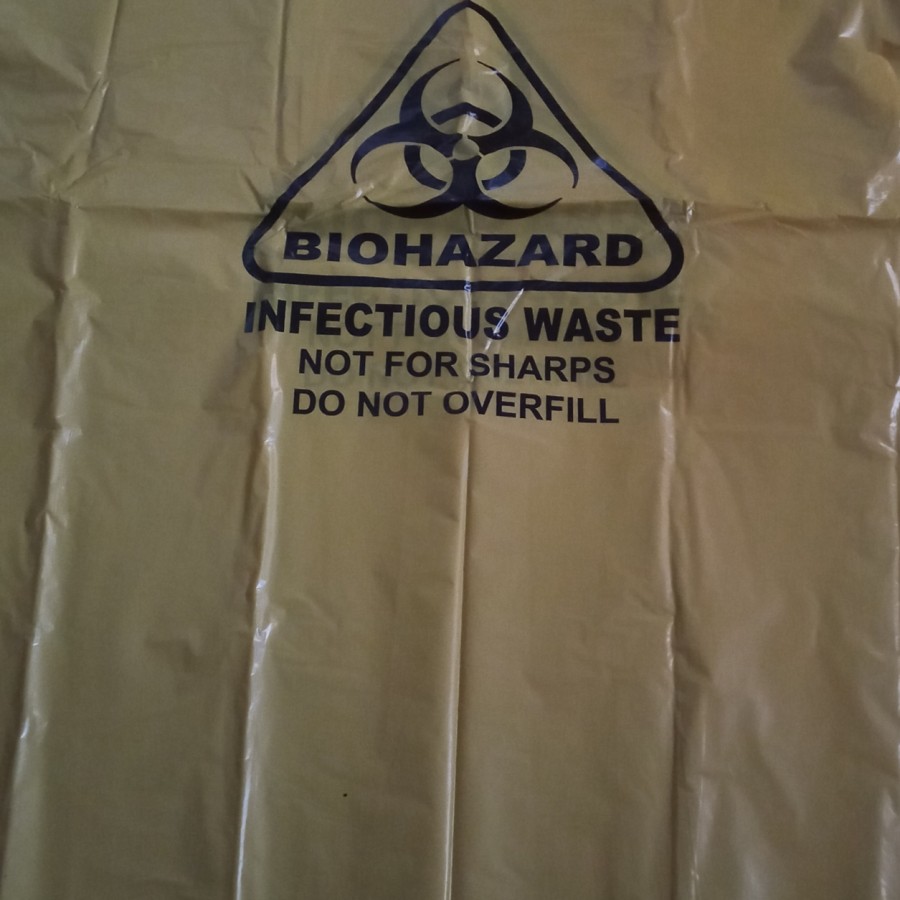 BIOHAZARD
INFECTIOUS WASTE
NOT FOR SHARPS
DO NOT OVERFILL